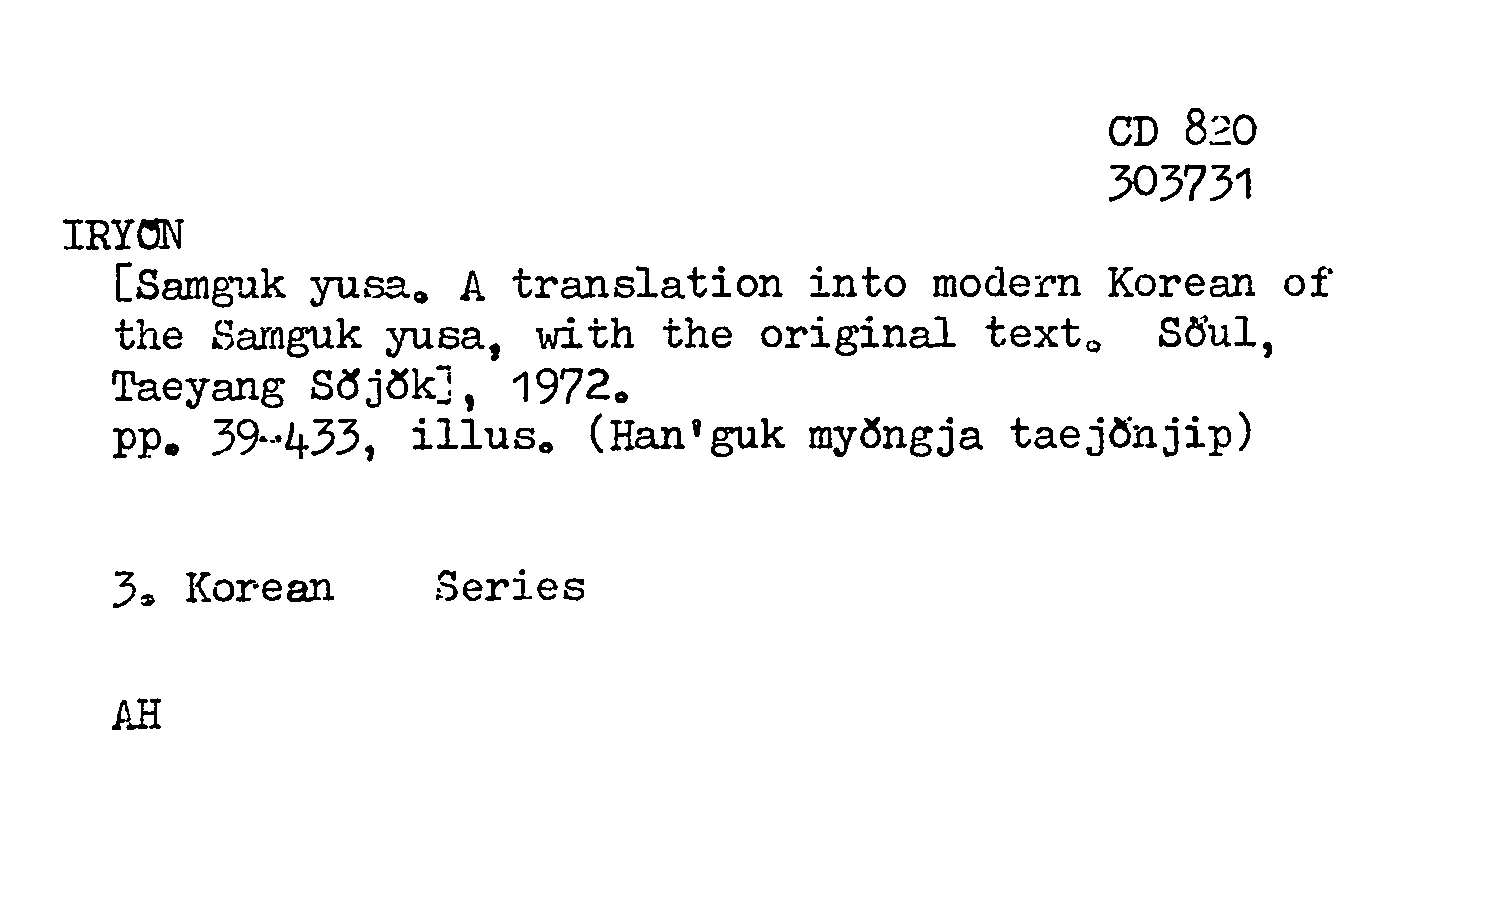 CD 820
303731
IRYŎN
[Samguk yusa. A translation into modern Korean of
the Samguk yusa, with the original text. Sŏul,
Taeyang Sŏjŏk], 1972.
pp. 39-433, illus. (Han'guk myŏngja taejŏnjip)
3. Korean Series
AH